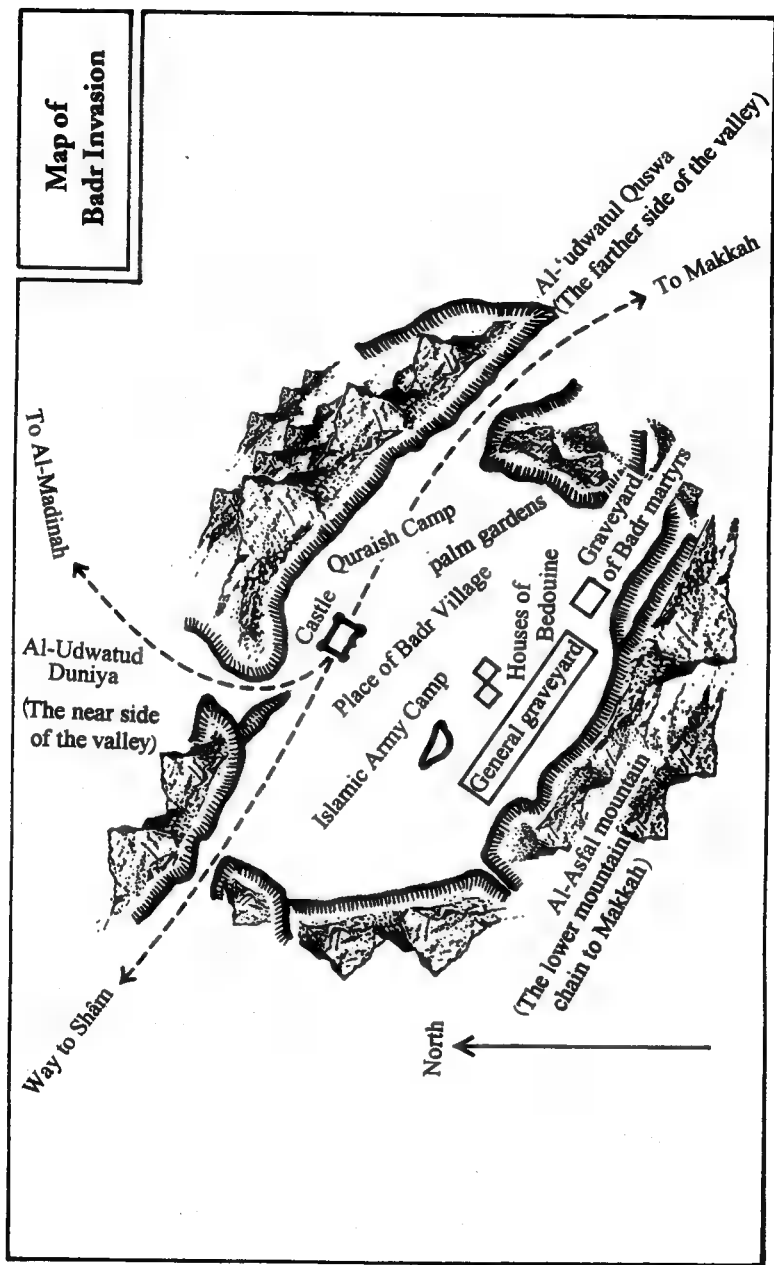 Map of
Badr Invasion
Al-‘udwatul Quswa
(The farther side of the valley)
To Makkah
To Al-Madinah
Al-Udwatud
Duniya
(The near side
of the valley)
Castle
Quraish Camp
palm gardens
Place of Badr Village
Islamic Army Camp
Houses of
Bedouine
Graveyard
of Badr martyrs
General graveyard
Al-Asfal mountain
(The lower mountain
chain to Makkah)
Way to Shâm
North